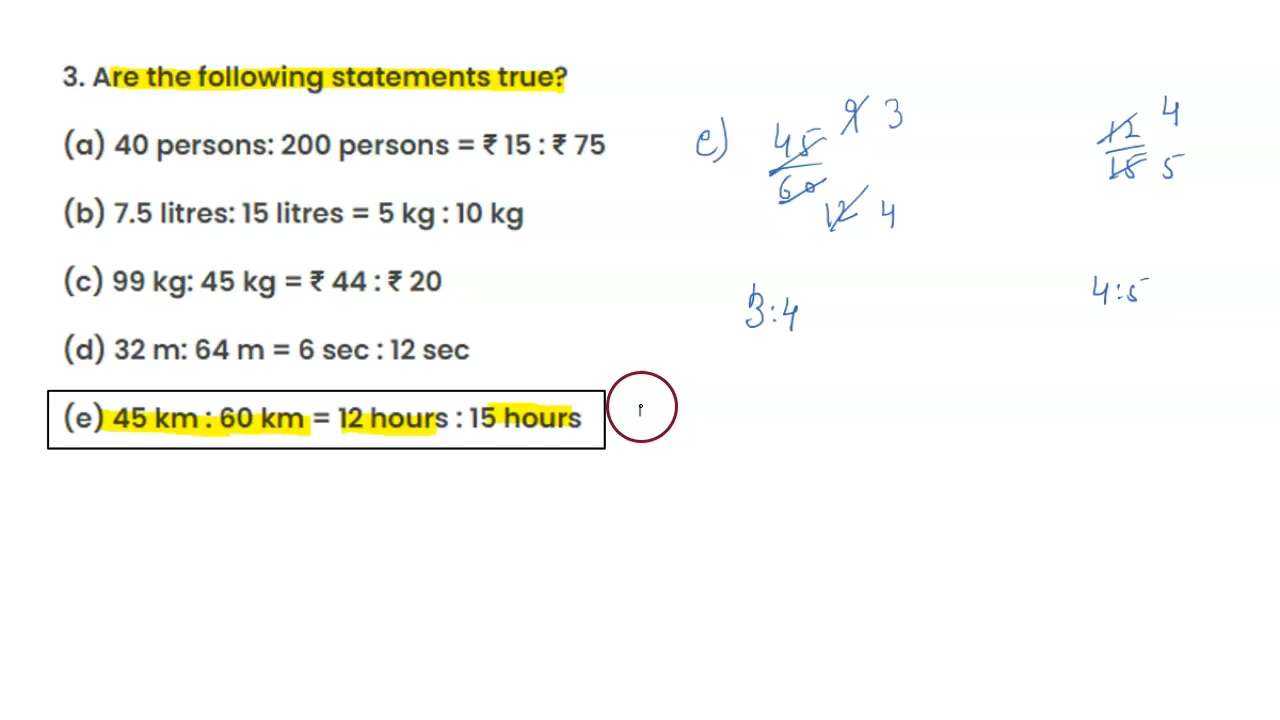 3. Are the following statements true?
(a) 40 persons: 200 persons = ₹ 15 : ₹ 75
(b) 7.5 litres: 15 litres = 5 kg : 10 kg
(c) 99 kg: 45 kg = ₹ 44 : ₹ 20
(d) 32 m: 64 m = 6 sec : 12 sec
(e) 45 km : 60 km = 12 hours : 15 hours
e) 45 9 3
60 12 4
3:4
12 4
15 5
4:5